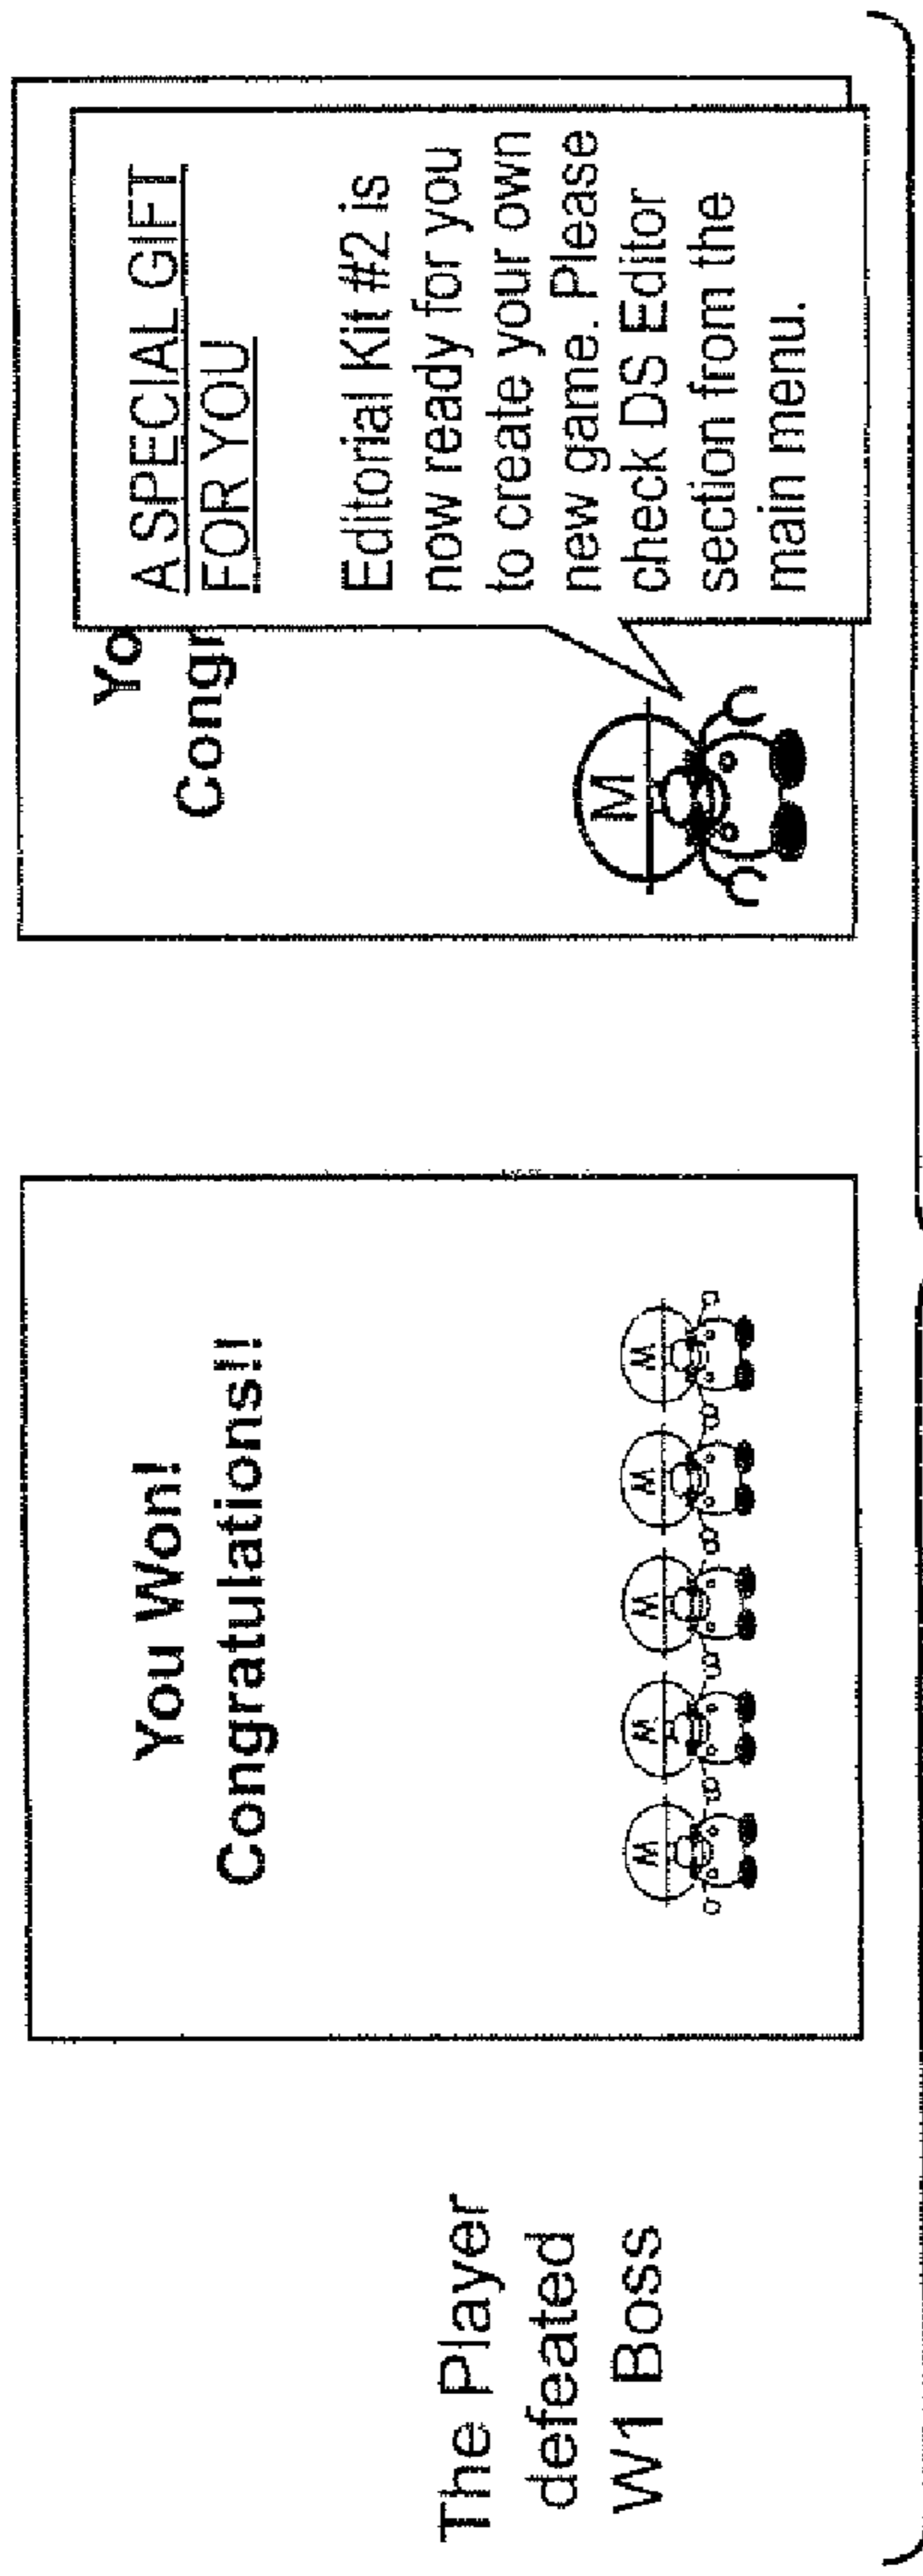 The Player
defeated
W1 Boss
You Won!
Congratulations!!
W W W W W
Yo
Congr
A SPECIAL GIFT
FOR YOU
Editorial Kit #2 is
now ready for you
to create your own
new game. Please
check DS Editor
section from the
main menu.
M